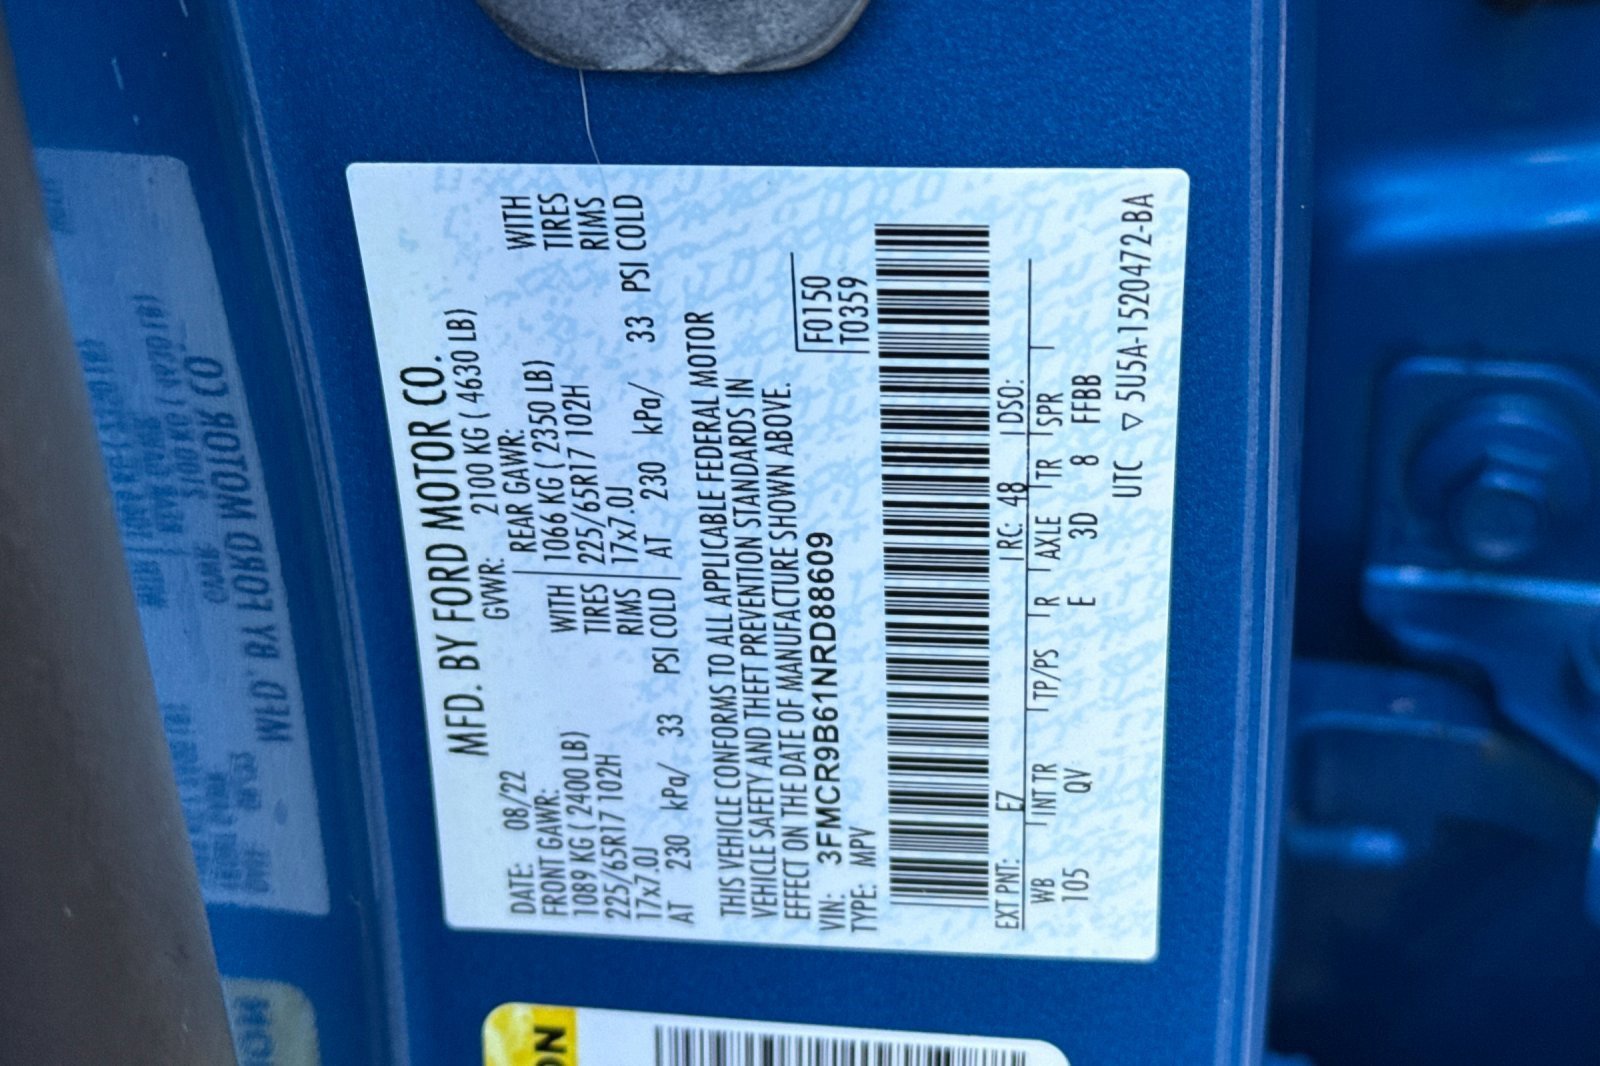 MFD. BY FORD MOTOR CO.
DATE: 08/22 GVWR: 2100 KG ( 4630 LB)
FRONT GAWR: REAR GAWR:
1089 KG ( 2400 LB) WITH 1066 KG ( 2350 LB) WITH
225/65R17 102H TIRES 225/65R17 102H TIRES
17x7.0J RIMS 17x7.0J RIMS
AT 230 kPa/ 33 PSI COLD AT 230 kPa/ 33 PSI COLD
THIS VEHICLE CONFORMS TO ALL APPLICABLE FEDERAL MOTOR
VEHICLE SAFETY AND THEFT PREVENTION STANDARDS IN
EFFECT ON THE DATE OF MANUFACTURE SHOWN ABOVE.
VIN: 3FMCR9B61NRD88609 F0150
TYPE: MPV T0359
EXT PNT: EZ RC: 48 DSO:
WB INT TR TP/PS R AXLE TR SPR
105 QV E 3D 8 FFBB
UTC ▽ 5U5A-1520472-BA
ON